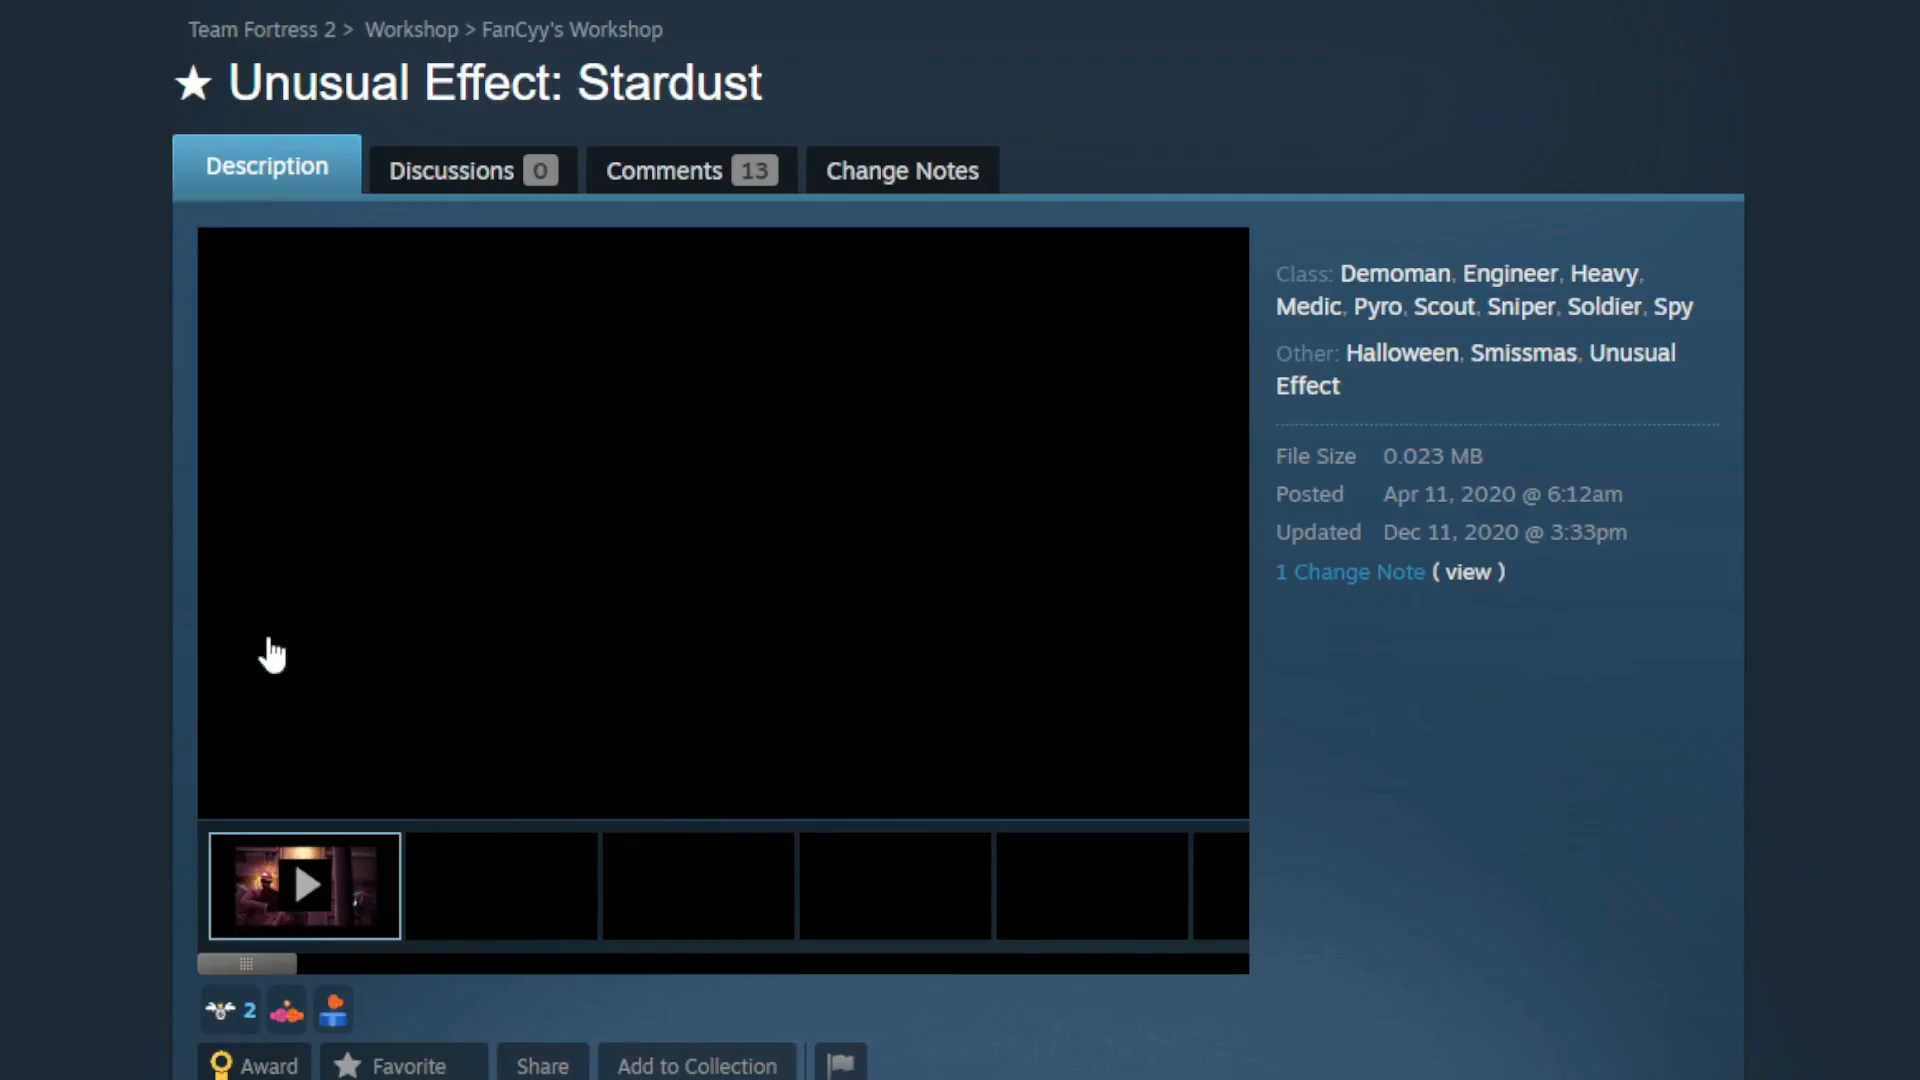 Team Fortress 2 > Workshop > FanCyy's Workshop
★ Unusual Effect: Stardust
Description Discussions 0 Comments 13 Change Notes
Class: Demoman, Engineer, Heavy,
Medic, Pyro, Scout, Sniper, Soldier, Spy
Other: Halloween, Smissmas, Unusual
Effect
File Size 0.023 MB
Posted Apr 11, 2020 @ 6:12am
Updated Dec 11, 2020 @ 3:33pm
1 Change Note ( view )
2
Award Favorite Share Add to Collection